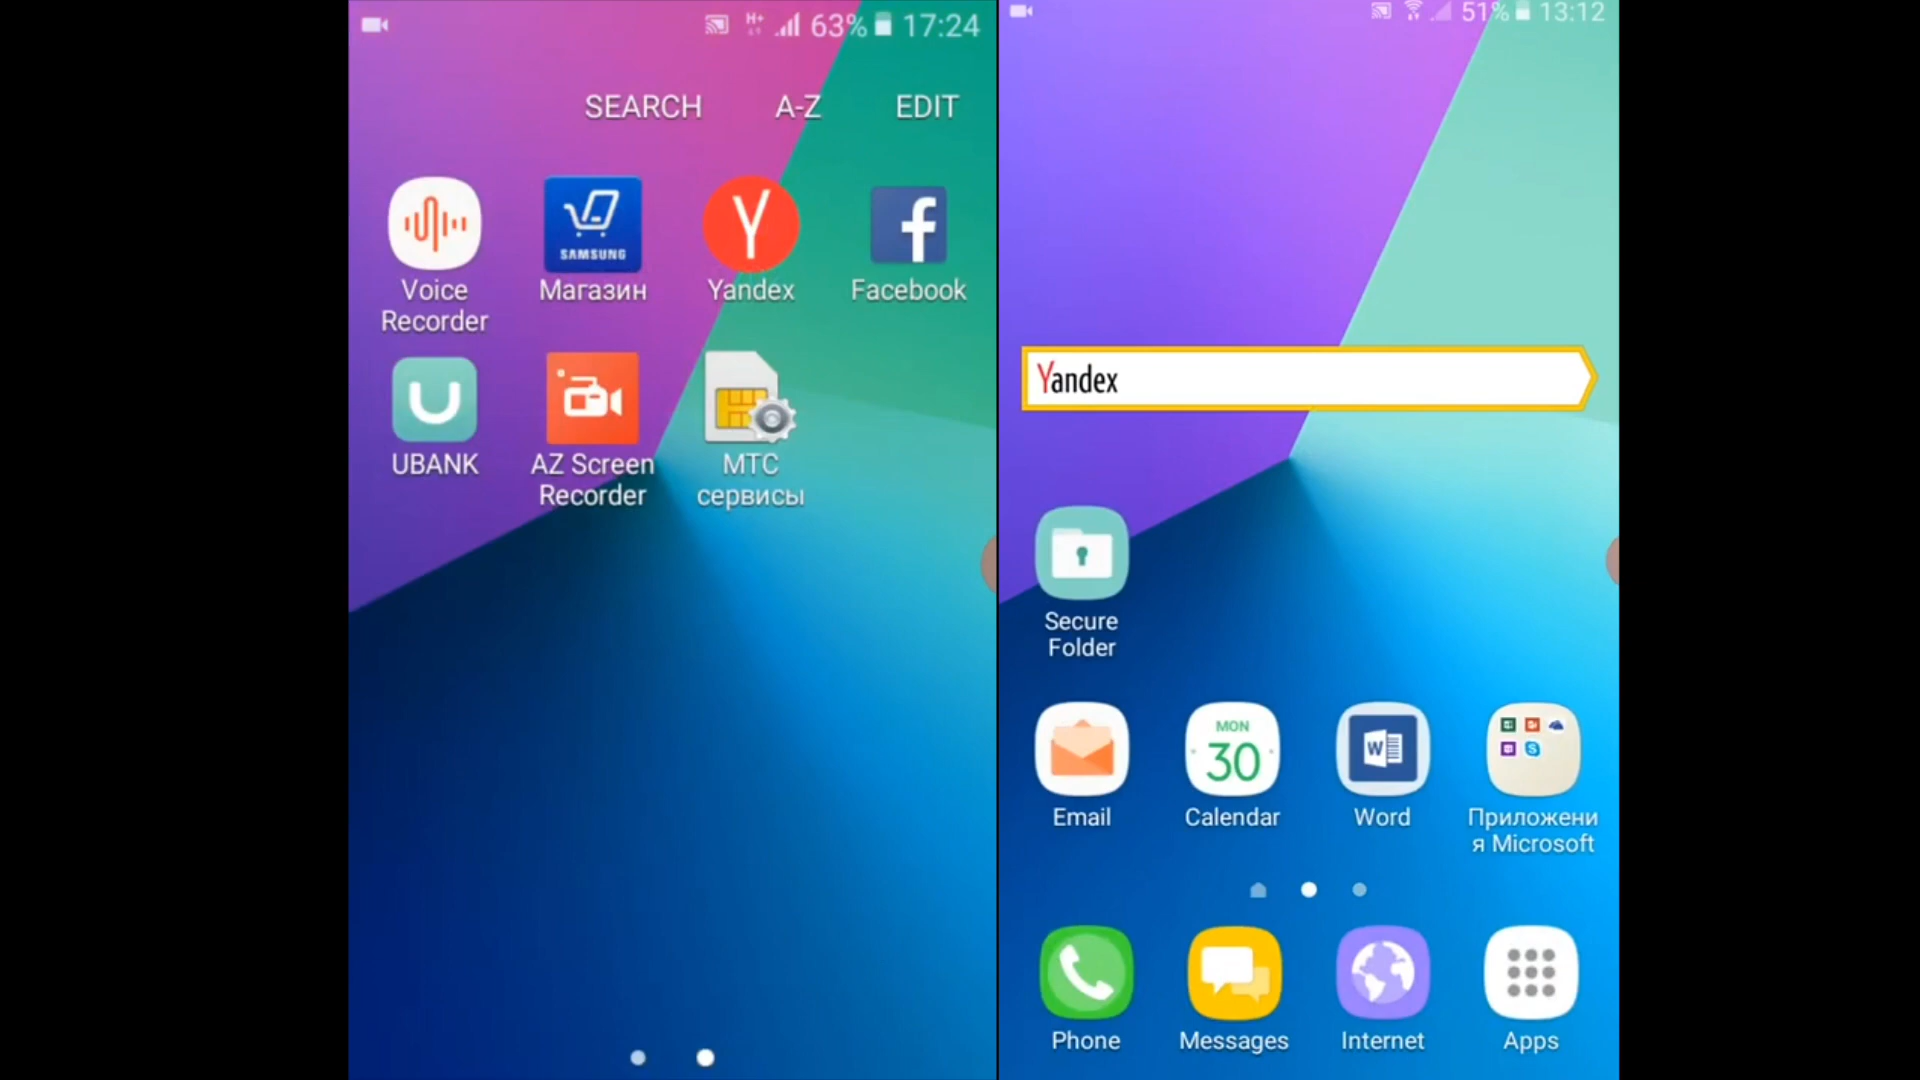 H+ 63% 17:24
SEARCH A-Z EDIT
SAMSUNG
Voice Магазин Yandex Facebook
Recorder
UBANK AZ Screen МТС
Recorder сервисы
51% 13:12
Yandex
Secure
Folder
MON
30
W
Email Calendar Word Приложени
я Microsoft
Phone Messages Internet Apps